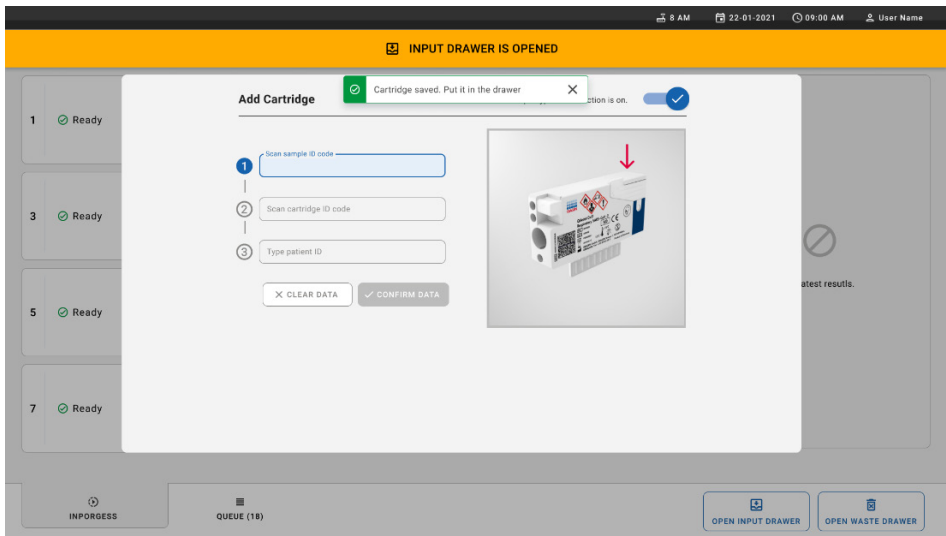 8 AM 22-01-2021 09:00 AM User Name
INPUT DRAWER IS OPENED
Cartridge saved. Put it in the drawer
Add Cartridge
ction is on.
1 Ready
Scan sample ID code
1
2 Scan cartridge ID code
3 Ready
3 Type patient ID
atest resutls.
CLEAR DATA CONFIRM DATA
5 Ready
7 Ready
INPORGESS
QUEUE (18)
OPEN INPUT DRAWER
OPEN WASTE DRAWER